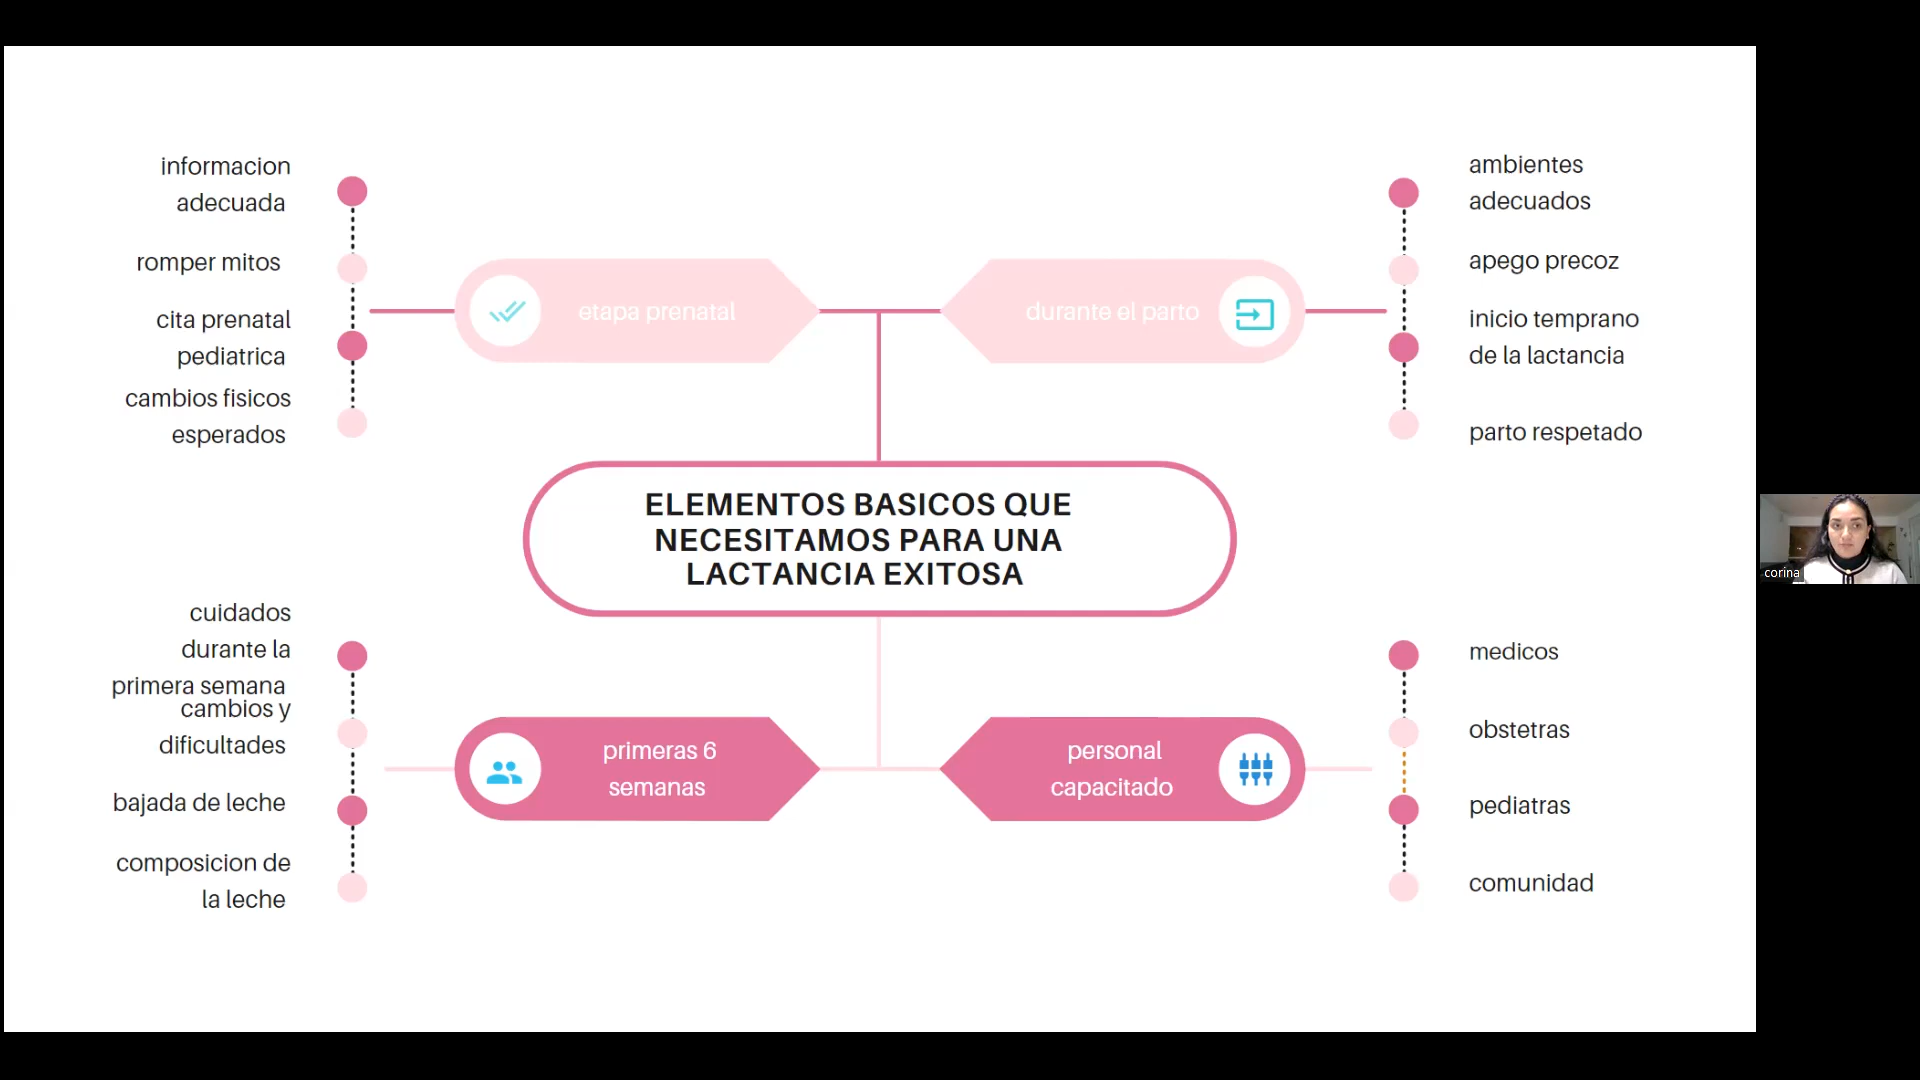 informacion
adecuada
romper mitos
cita prenatal
pediatrica
cambios fisicos
esperados
etapa prenatal
durante el parto
ambientes
adecuados
apego precoz
inicio temprano
de la lactancia
parto respetado
ELEMENTOS BASICOS QUE
NECESITAMOS PARA UNA
LACTANCIA EXITOSA
cuidados
durante la
primera semana
cambios y
dificultades
bajada de leche
composicion de
la leche
primeras 6
semanas
personal
capacitado
medicos
obstetras
pediatras
comunidad
corina